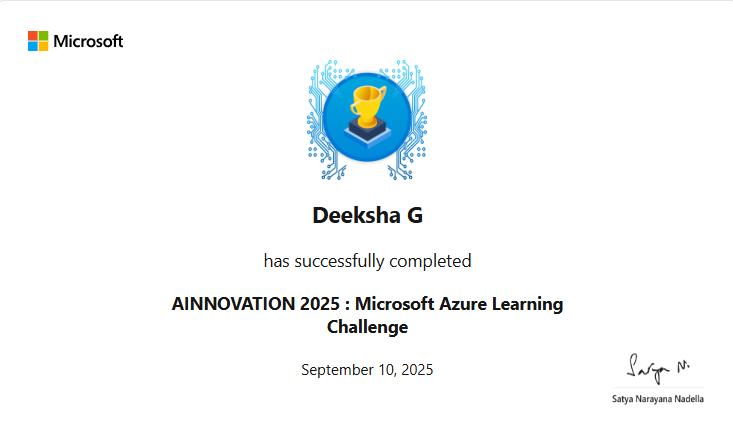 Microsoft
Deeksha G
has successfully completed
AINNOVATION 2025 : Microsoft Azure Learning
Challenge
September 10, 2025
Satya N.
Satya Narayana Nadella